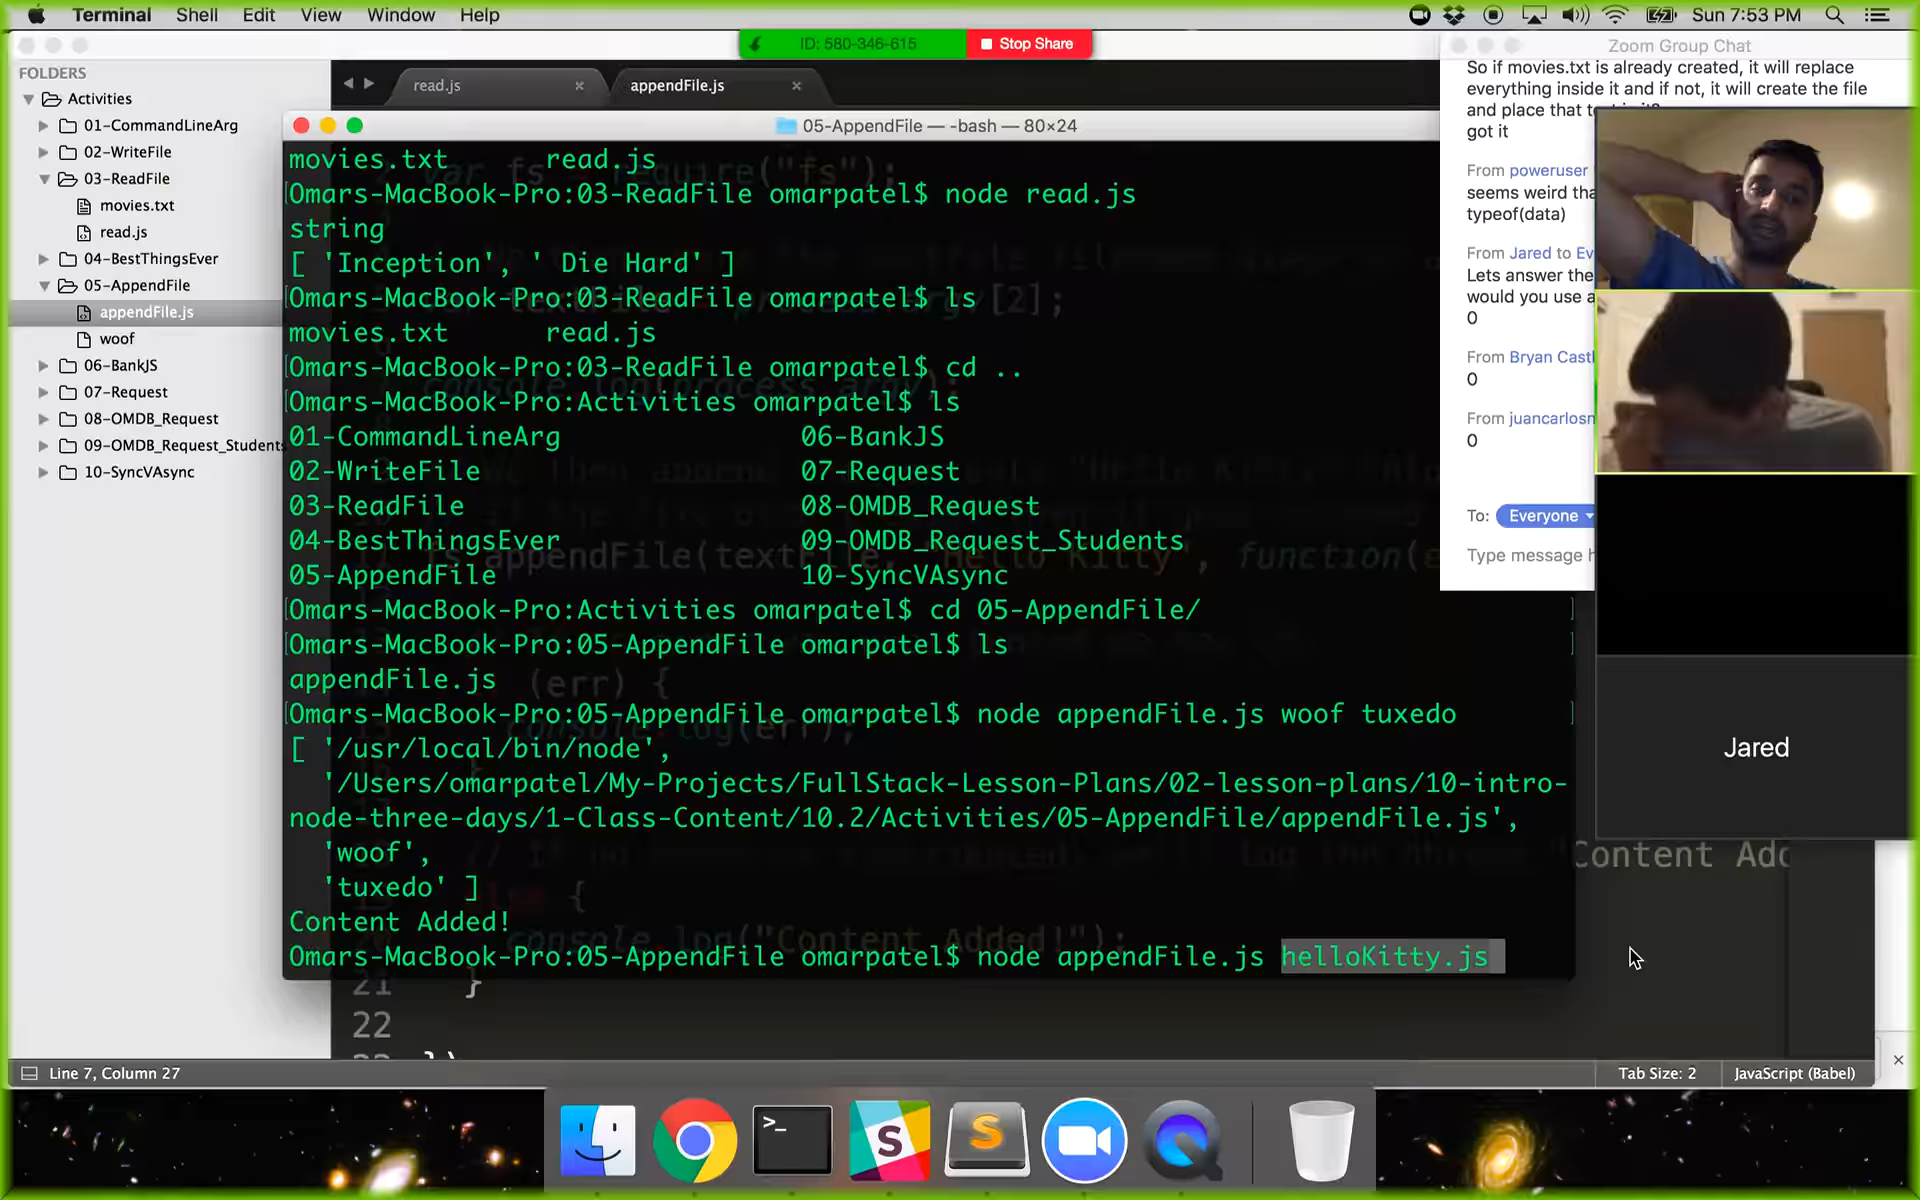 Terminal Shell Edit View Window Help
Sun 7:53 PM
ID: 580-346-615
Stop Share
Zoom Group Chat
FOLDERS
Activities
01-CommandLineArg
02-WriteFile
03-ReadFile
movies.txt
read.js
04-BestThingsEver
05-AppendFile
appendFile.js
woof
06-BankJS
07-Request
08-OMDB_Request
09-OMDB_Request_Students
10-SyncVAsync
read.js
appendFile.js
05-AppendFile — -bash — 80×24
movies.txt read.js
Omars-MacBook-Pro:03-ReadFile omarpatel$ node read.js
string
[ 'Inception', ' Die Hard' ]
Omars-MacBook-Pro:03-ReadFile omarpatel$ ls
movies.txt read.js
Omars-MacBook-Pro:03-ReadFile omarpatel$ cd ..
Omars-MacBook-Pro:Activities omarpatel$ ls
01-CommandLineArg 06-BankJS
02-WriteFile 07-Request
03-ReadFile 08-OMDB_Request
04-BestThingsEver 09-OMDB_Request_Students
05-AppendFile 10-SyncVAsync
Omars-MacBook-Pro:Activities omarpatel$ cd 05-AppendFile/
Omars-MacBook-Pro:05-AppendFile omarpatel$ ls
appendFile.js
Omars-MacBook-Pro:05-AppendFile omarpatel$ node appendFile.js woof tuxedo
[ '/usr/local/bin/node',
'/Users/omarpatel/My-Projects/FullStack-Lesson-Plans/02-lesson-plans/10-intro-
node-three-days/1-Class-Content/10.2/Activities/05-AppendFile/appendFile.js',
'woof',
'tuxedo' ]
Content Added!
Omars-MacBook-Pro:05-AppendFile omarpatel$ node appendFile.js helloKitty.js
Content Add
21 }
22
So if movies.txt is already created, it will replace
everything inside it and if not, it will create the file
and place that
got it
From poweruser
seems weird tha
typeof(data)
From Jared to Ev
Lets answer the
would you use a
0
From Bryan Castl
0
From juancarlosn
0
To: Everyone
Type message h
Jared
Line 7, Column 27
Tab Size: 2
JavaScript (Babel)